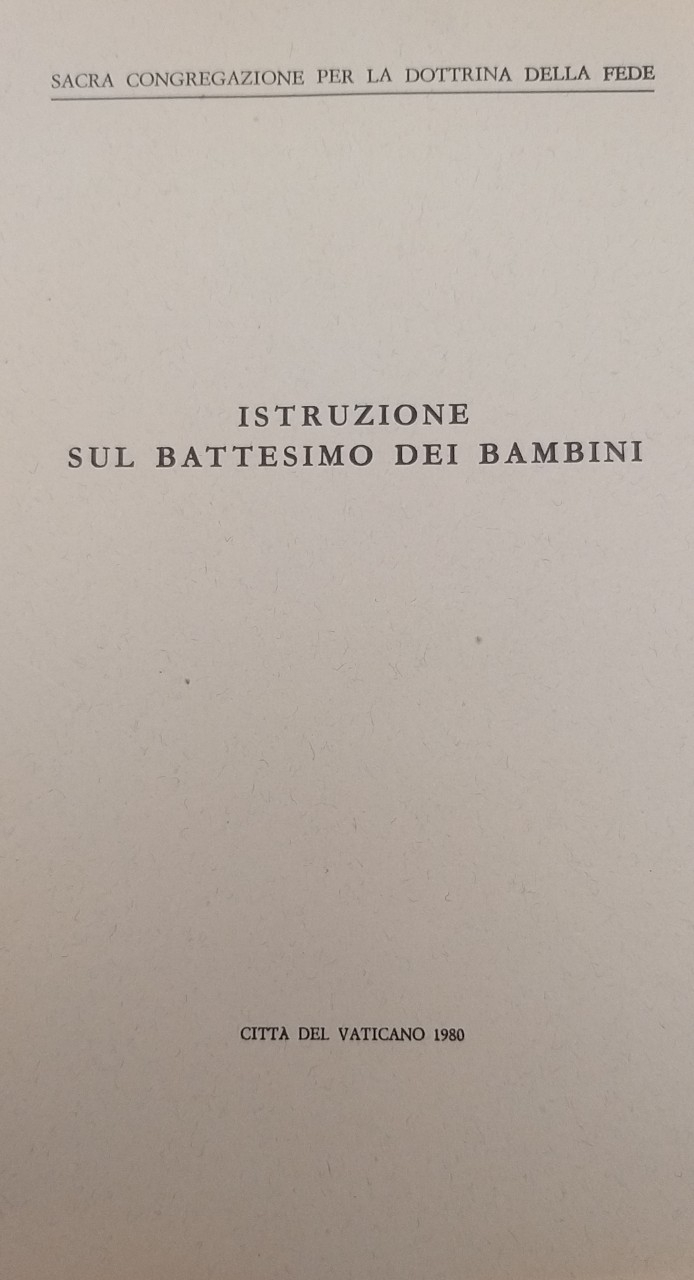 SACRA CONGREGAZIONE PER LA DOTTRINA DELLA FEDE
ISTRUZIONE
SUL BATTESIMO DEI BAMBINI
CITTÀ DEL VATICANO 1980